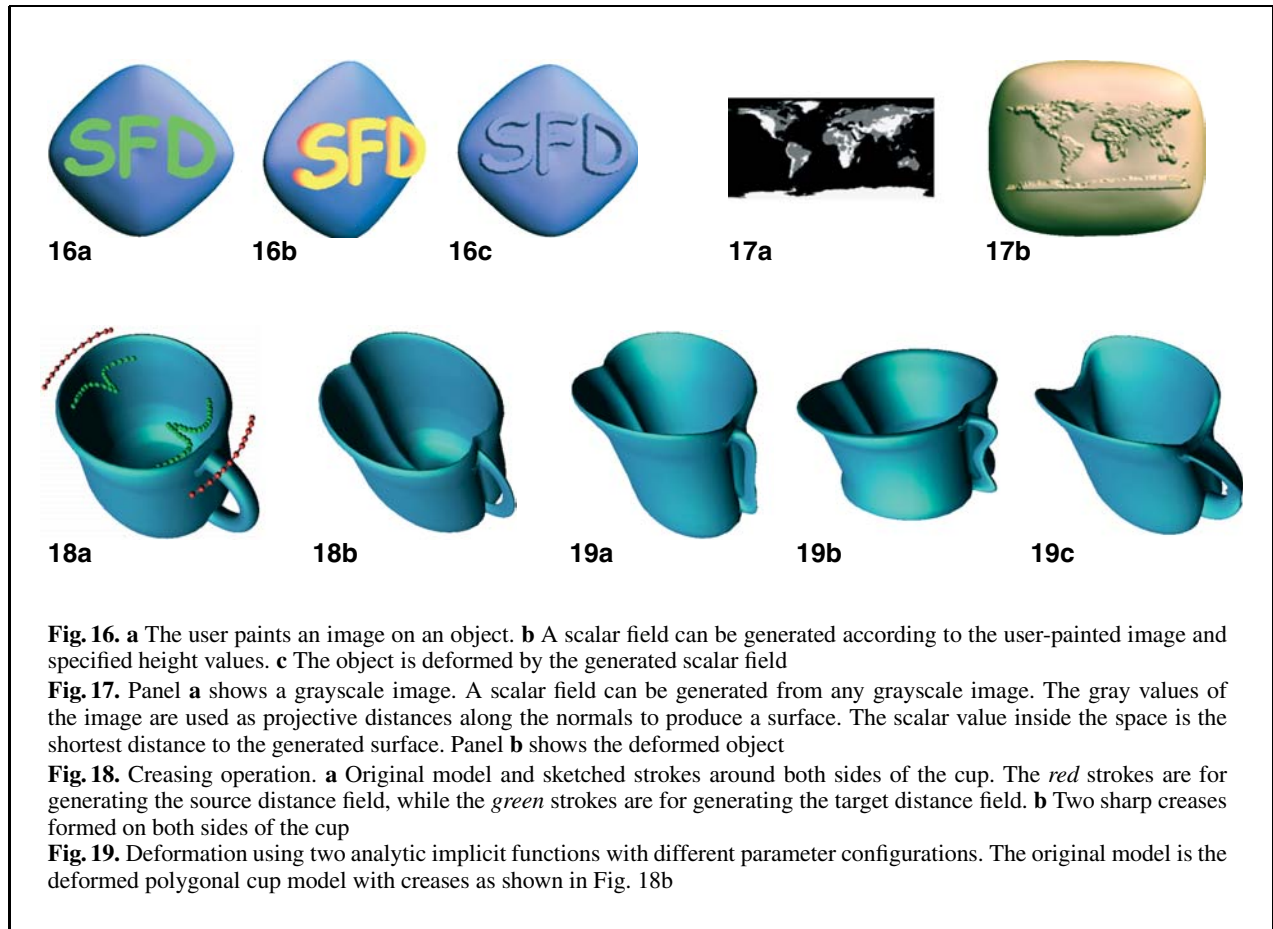 SFD SFD SFD
16a 16b 16c 17a 17b
18a 18b 19a 19b 19c
Fig. 16. a The user paints an image on an object. b A scalar field can be generated according to the user-painted image and
specified height values. c The object is deformed by the generated scalar field
Fig. 17. Panel a shows a grayscale image. A scalar field can be generated from any grayscale image. The gray values of
the image are used as projective distances along the normals to produce a surface. The scalar value inside the space is the
shortest distance to the generated surface. Panel b shows the deformed object
Fig. 18. Creasing operation. a Original model and sketched strokes around both sides of the cup. The red strokes are for
generating the source distance field, while the green strokes are for generating the target distance field. b Two sharp creases
formed on both sides of the cup
Fig. 19. Deformation using two analytic implicit functions with different parameter configurations. The original model is the
deformed polygonal cup model with creases as shown in Fig. 18b